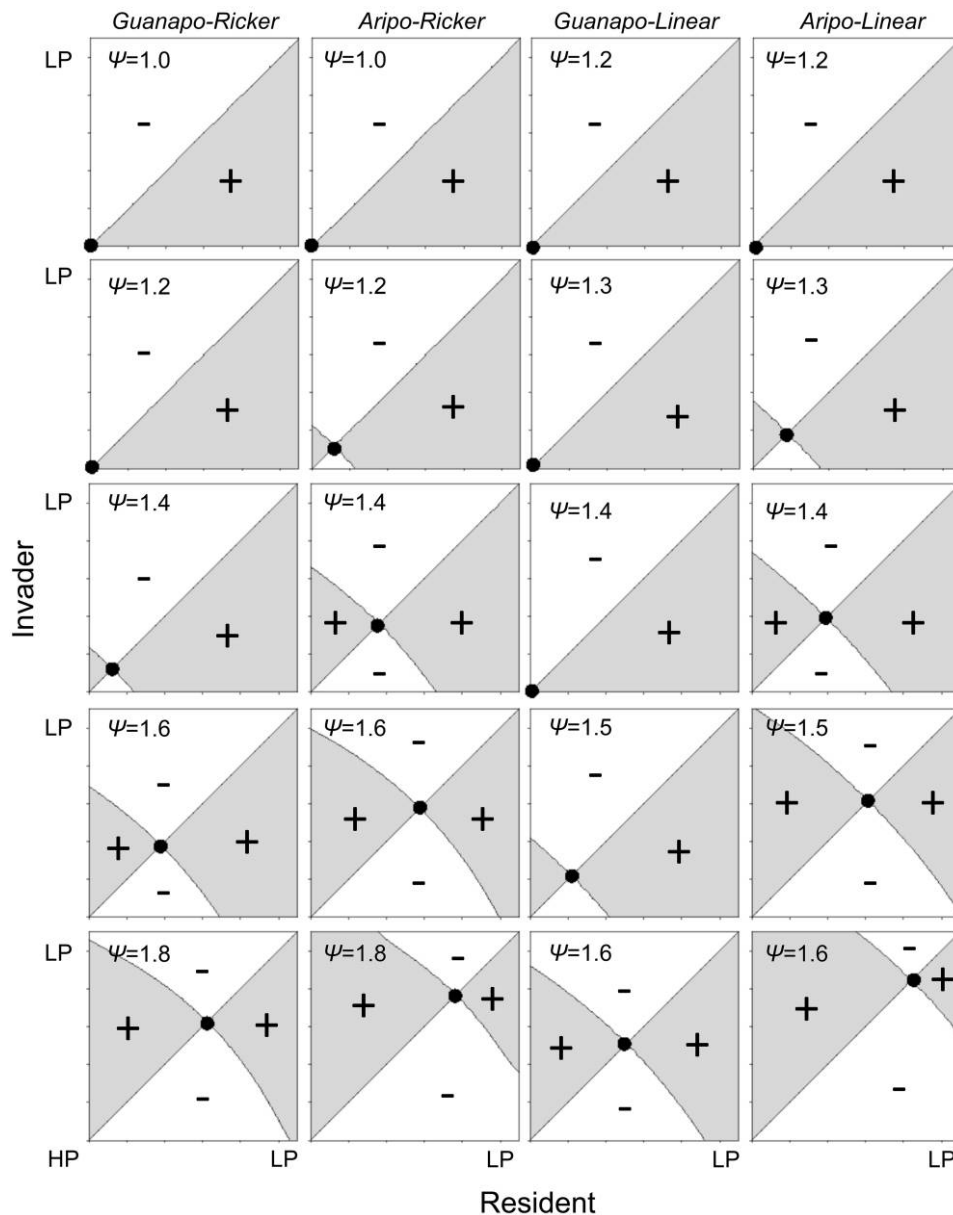 Guanapo-Ricker Aripo-Ricker Guanapo-Linear Aripo-Linear
LP ψ=1.0 ψ=1.0 ψ=1.2 ψ=1.2
- - - -
+ + + +
LP ψ=1.2 ψ=1.2 ψ=1.3 ψ=1.3
- - - -
+ + + +
LP ψ=1.4 ψ=1.4 ψ=1.4 ψ=1.4
- - - -
+ + + + + +
- -
Invader
LP ψ=1.6 ψ=1.6 ψ=1.5 ψ=1.5
- - - -
+ + + + + + +
- - -
LP ψ=1.8 ψ=1.8 ψ=1.6 ψ=1.6
- - - -
+ + + + + + + +
- - - -
HP LP LP LP LP
Resident